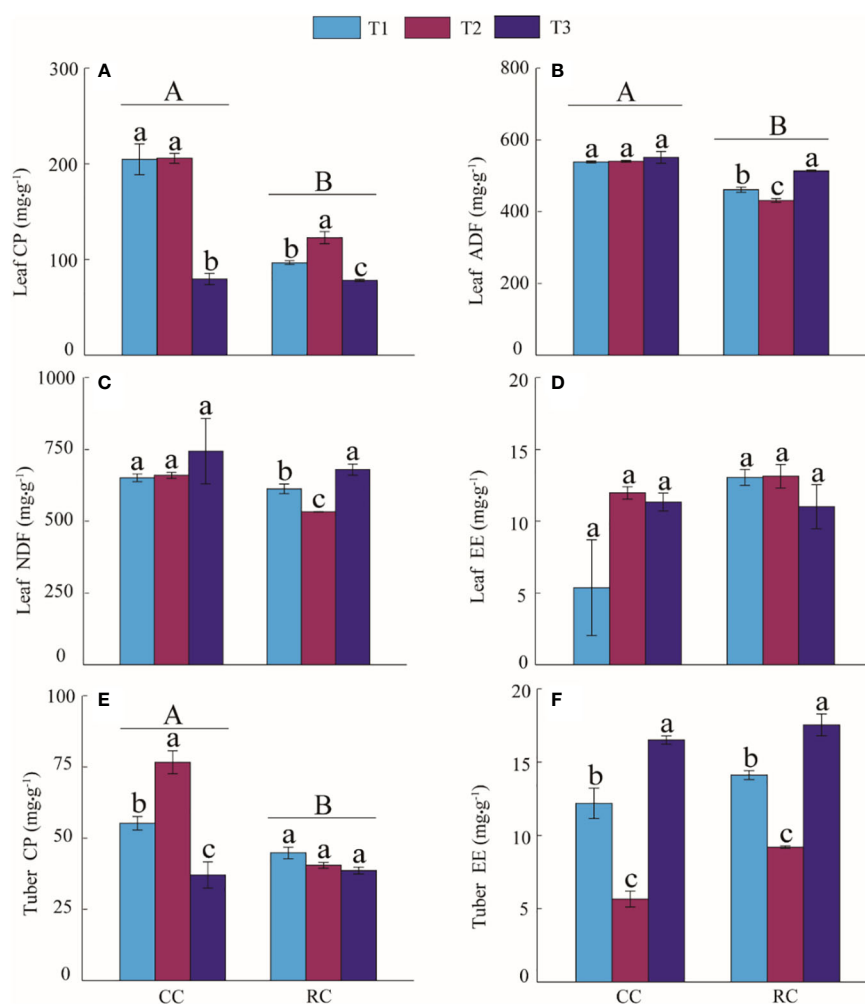 T1 T2 T3
A
300
200
100
0
Leaf CP (mg·g⁻¹)
A
a a b
B
b a c
B
800
600
400
200
0
Leaf ADF (mg·g⁻¹)
A
a a a
B
b c a
C
1000
750
500
250
0
Leaf NDF (mg·g⁻¹)
a a a
b c a
D
20
15
10
5
0
Leaf EE (mg·g⁻¹)
a a a
a a a
E
100
75
50
25
0
Tuber CP (mg·g⁻¹)
A
b a c
B
a a a
CC RC
F
20
15
10
5
0
Tuber EE (mg·g⁻¹)
b c a
b c a
CC RC